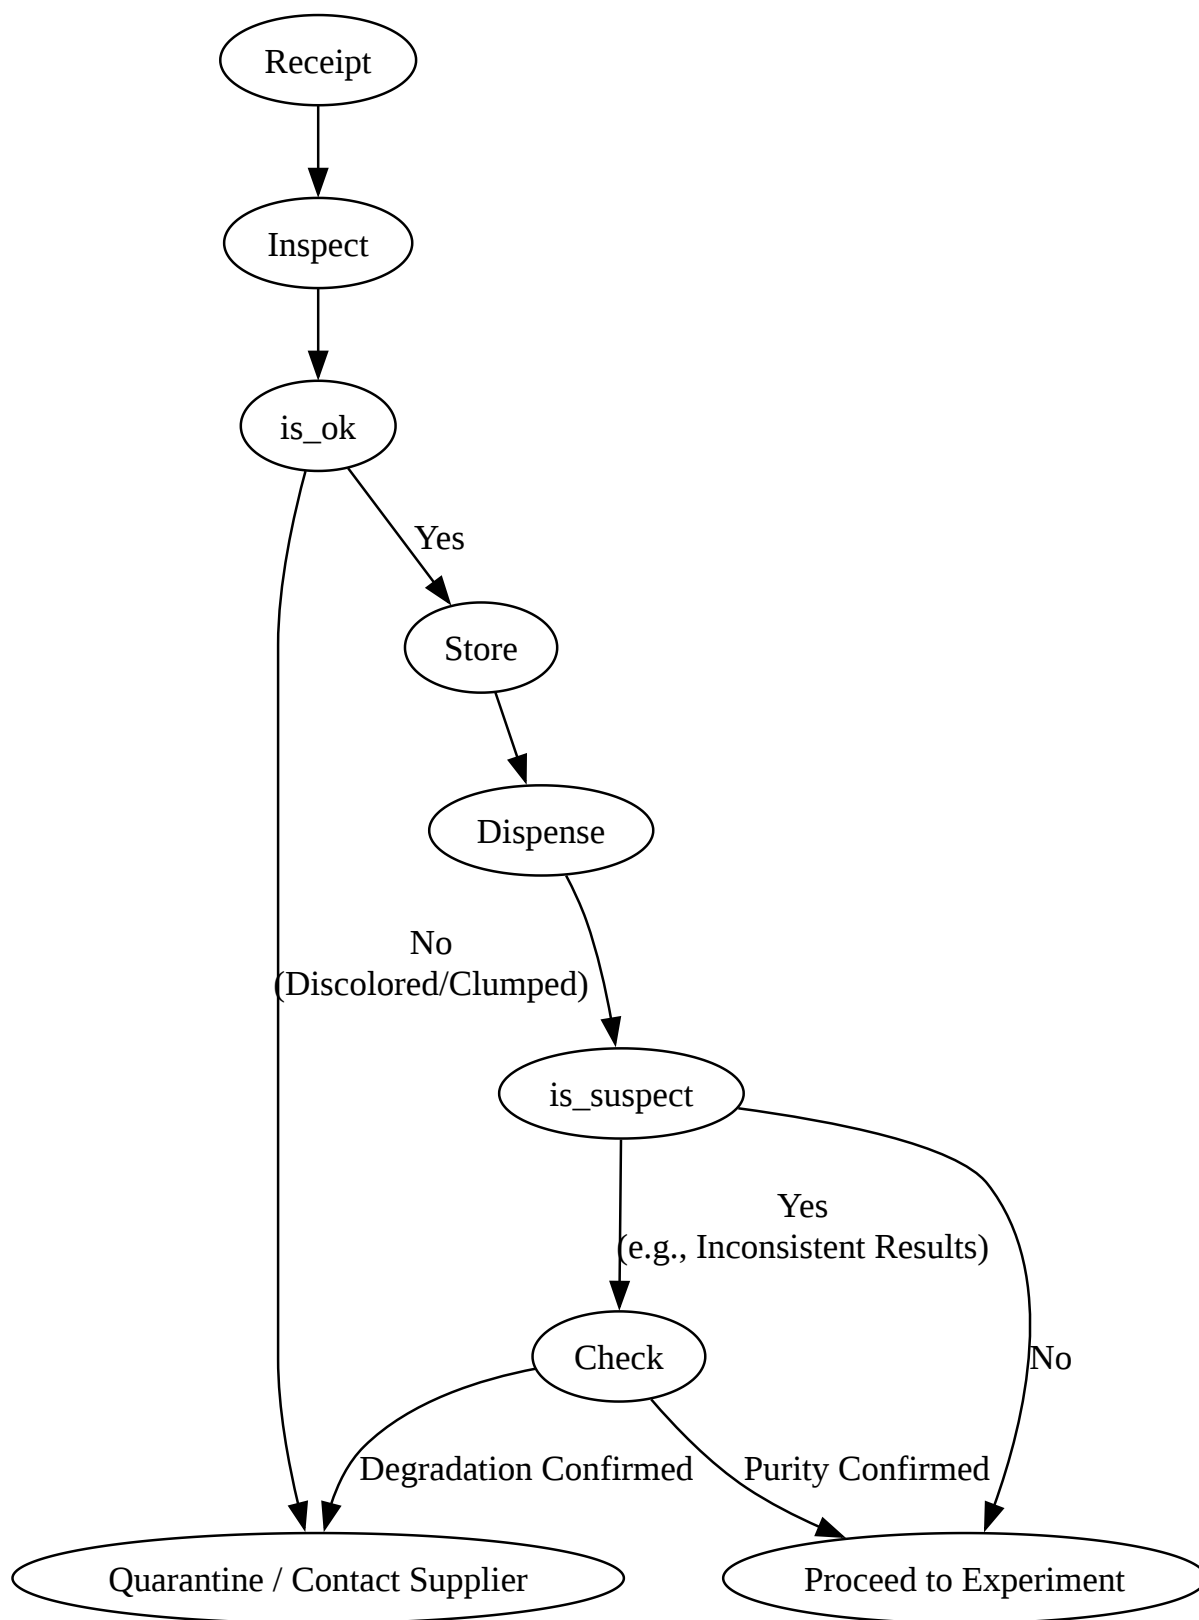 Receipt
Inspect
is_ok
Yes
Store
Dispense
No
(Discolored/Clumped)
is_suspect
Yes
(e.g., Inconsistent Results)
Check
No
Degradation Confirmed
Purity Confirmed
Quarantine / Contact Supplier
Proceed to Experiment